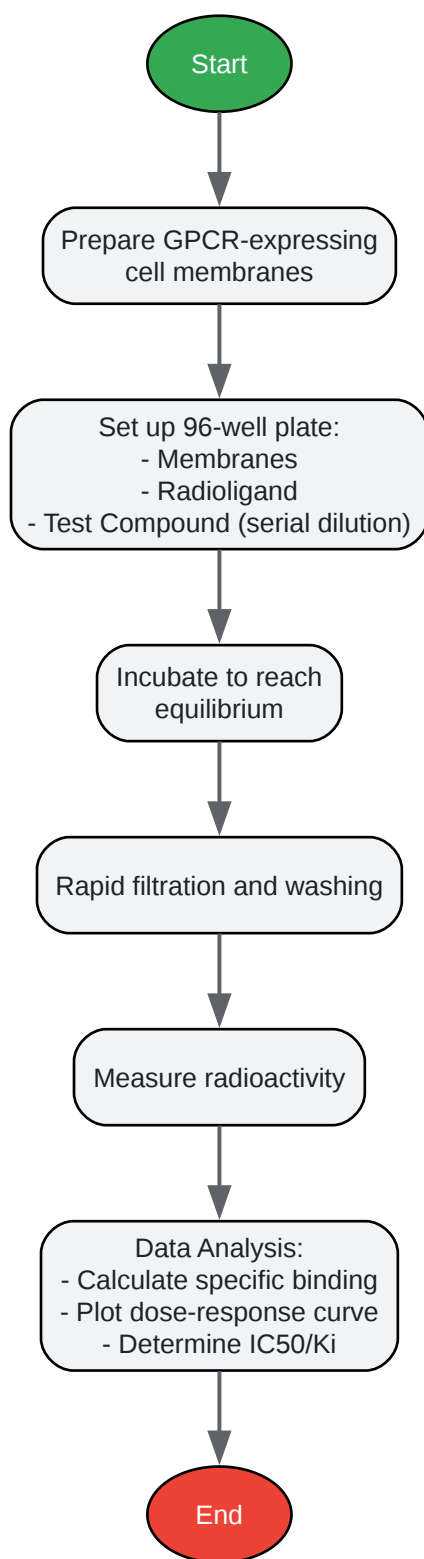 Start
Prepare GPCR-expressing
cell membranes
Set up 96-well plate:
- Membranes
- Radioligand
- Test Compound (serial dilution)
Incubate to reach
equilibrium
Rapid filtration and washing
Measure radioactivity
Data Analysis:
- Calculate specific binding
- Plot dose-response curve
- Determine IC50/Ki
End